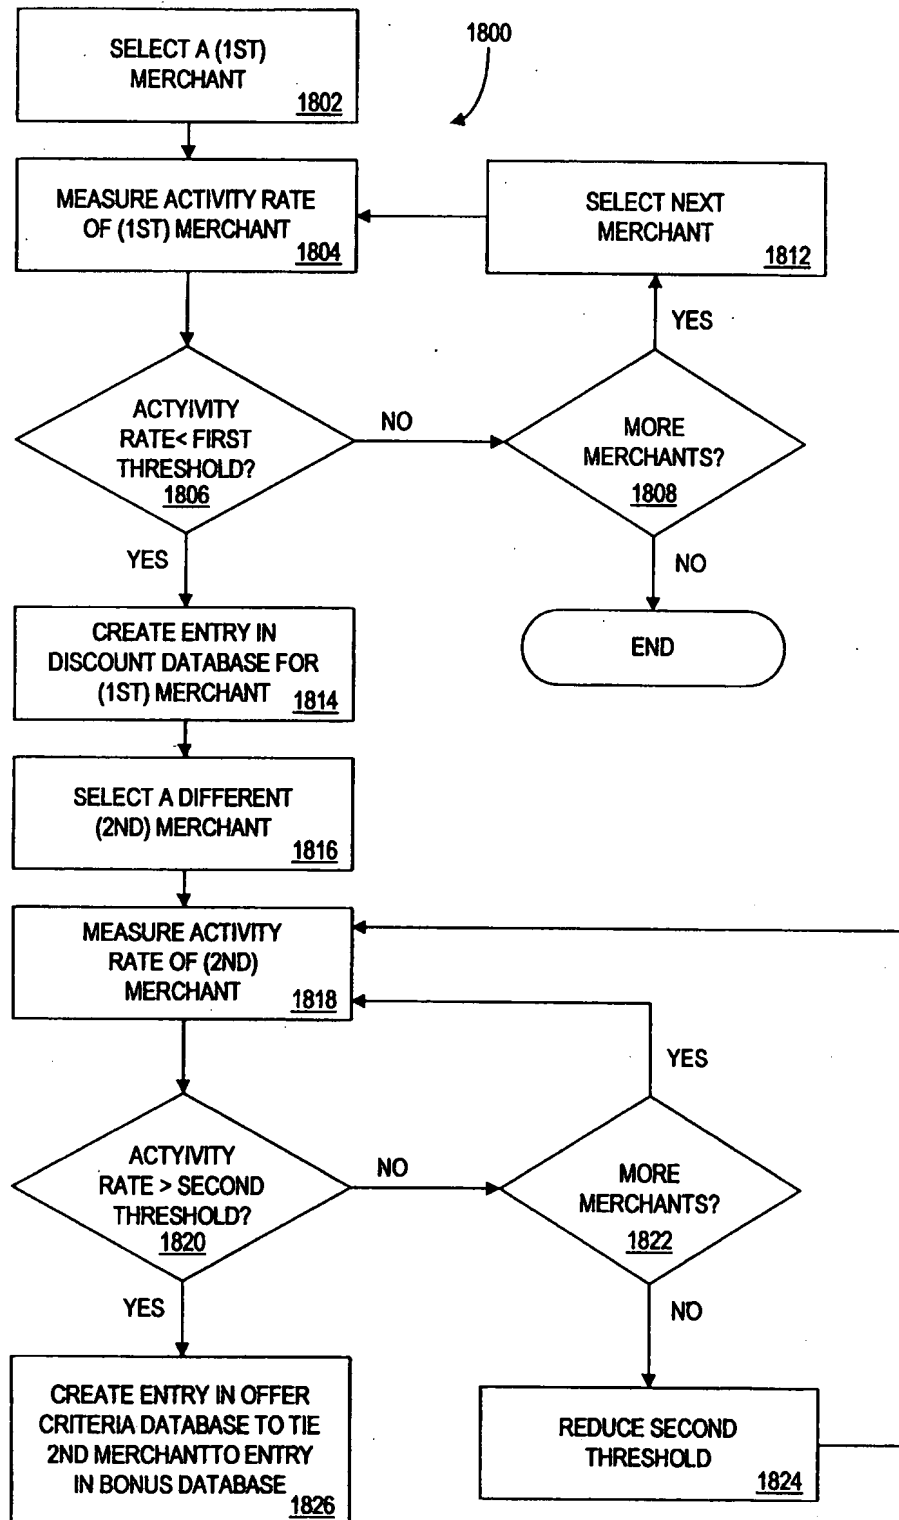 SELECT A (1ST)
MERCHANT
1802
1800
MEASURE ACTIVITY RATE
OF (1ST) MERCHANT
1804
SELECT NEXT
MERCHANT
1812
YES
ACTYIVITY
RATE< FIRST
THRESHOLD?
1806
NO
MORE
MERCHANTS?
1808
YES
NO
CREATE ENTRY IN
DISCOUNT DATABASE FOR
(1ST) MERCHANT
1814
END
SELECT A DIFFERENT
(2ND) MERCHANT
1816
MEASURE ACTIVITY
RATE OF (2ND)
MERCHANT
1818
YES
ACTYIVITY
RATE > SECOND
THRESHOLD?
1820
NO
MORE
MERCHANTS?
1822
YES
NO
CREATE ENTRY IN OFFER
CRITERIA DATABASE TO TIE
2ND MERCHANTTO ENTRY
IN BONUS DATABASE
1826
REDUCE SECOND
THRESHOLD
1824